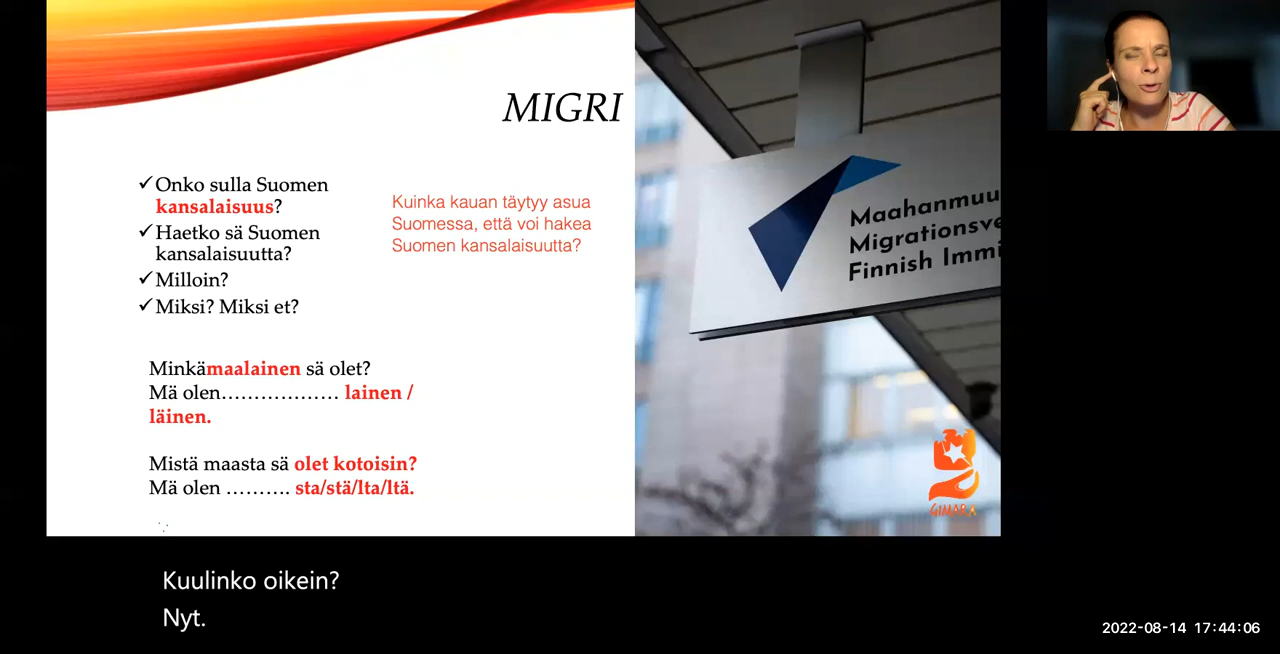 MIGRI
✓Onko sulla Suomen
kansalaisuus?
✓Haetko sä Suomen
kansalaisuutta?
✓Milloin?
✓Miksi? Miksi et?
Kuinka kauan täytyy asua
Suomessa, että voi hakea
Suomen kansalaisuutta?
Minkämaalainen sä olet?
Mä olen……………… lainen /
läinen.
Mistä maasta sä olet kotoisin?
Mä olen ………. sta/stä/lta/ltä.
Maahanmuu
Migrationsve
Finnish Immi
GIMARA
Kuulinko oikein?
Nyt.
2022-08-14 17:44:06